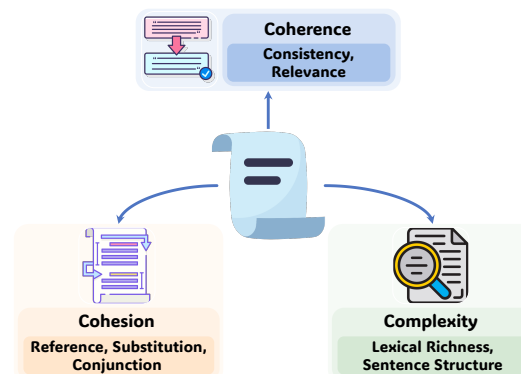 Coherence
Consistency,
Relevance
Cohesion
Reference, Substitution,
Conjunction
Complexity
Lexical Richness,
Sentence Structure